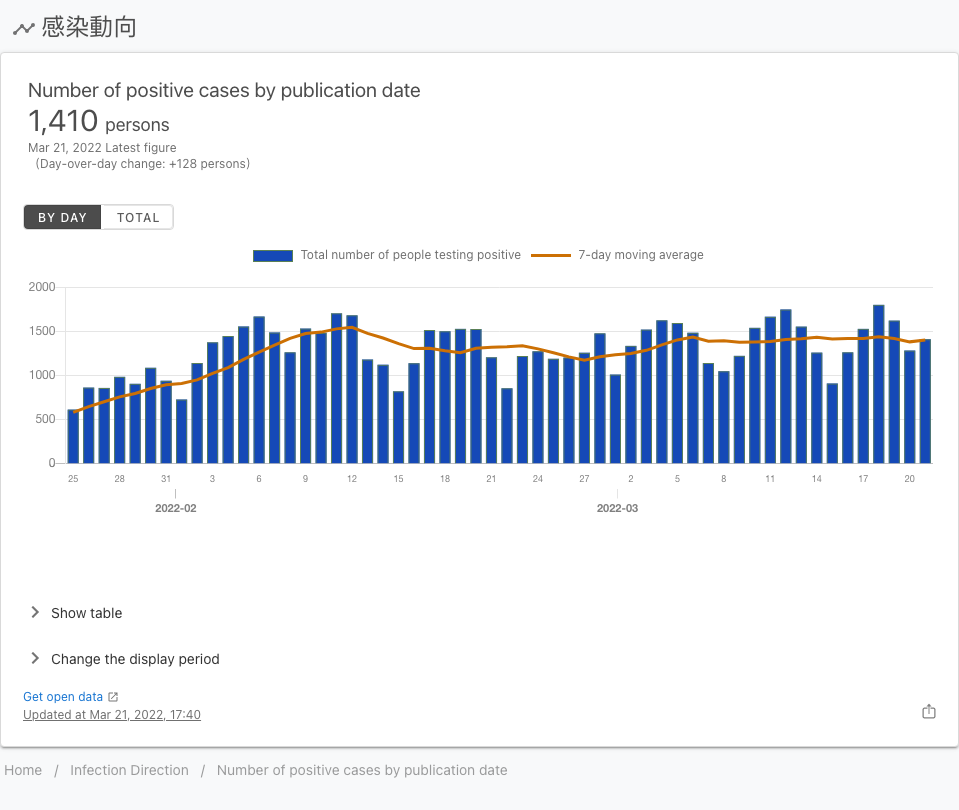 感染動向
Number of positive cases by publication date
1,410 persons
Mar 21, 2022 Latest figure
(Day-over-day change: +128 persons)
BY DAY TOTAL
Total number of people testing positive 7-day moving average
2000
1500
1000
500
0
25 28 31 3 6 9 12 15 18 21 24 27 2 5 8 11 14 17 20
2022-02 2022-03
Show table
Change the display period
Get open data
Updated at Mar 21, 2022, 17:40
Home / Infection Direction / Number of positive cases by publication date